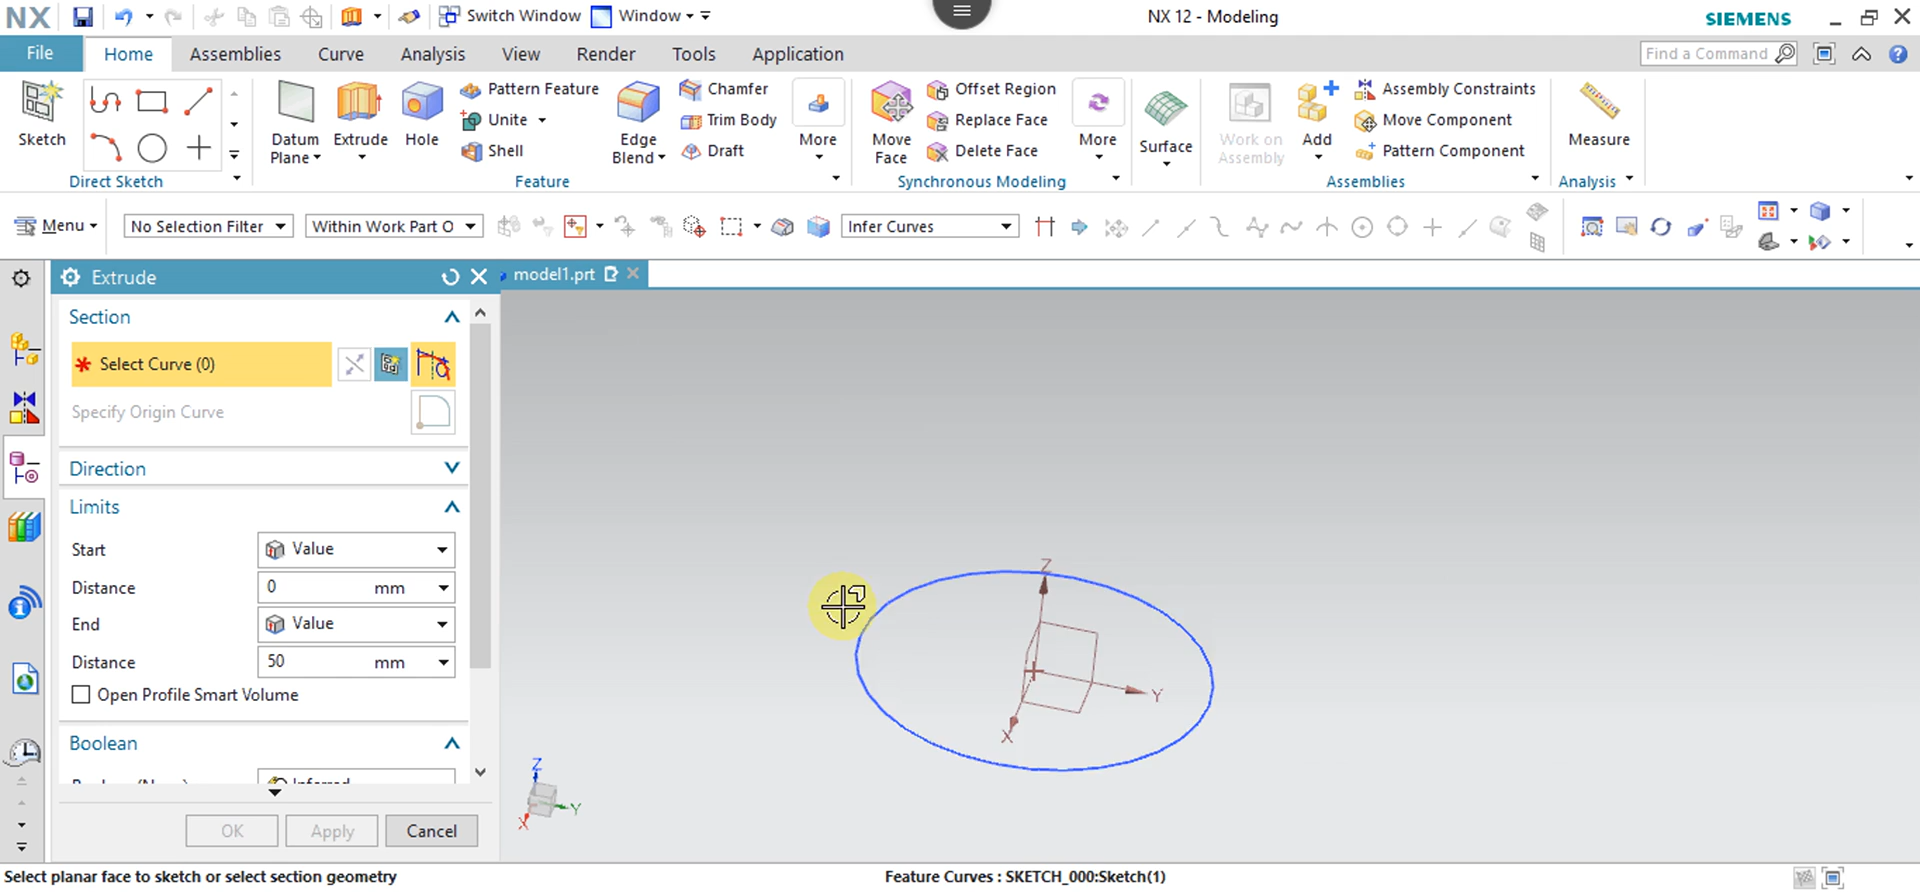 NX
Switch Window
Window
NX 12 - Modeling
SIEMENS
File
Home
Assemblies
Curve
Analysis
View
Render
Tools
Application
Find a Command
Sketch
Direct Sketch
Datum Plane
Extrude
Hole
Pattern Feature
Unite
Shell
Edge Blend
Chamfer
Trim Body
Draft
More
Feature
Move Face
Offset Region
Replace Face
Delete Face
More
Synchronous Modeling
Surface
Work on Assembly
Add
Assembly Constraints
Move Component
Pattern Component
Assemblies
Measure
Analysis
Menu
No Selection Filter
Within Work Part O
Infer Curves
Extrude
model1.prt
Section
* Select Curve (0)
Specify Origin Curve
Direction
Limits
Start
Value
Distance
0 mm
End
Value
Distance
50 mm
Open Profile Smart Volume
Boolean
Inferred
OK
Apply
Cancel
Z
Y
X
Z
Y
X
Select planar face to sketch or select section geometry
Feature Curves : SKETCH_000:Sketch(1)